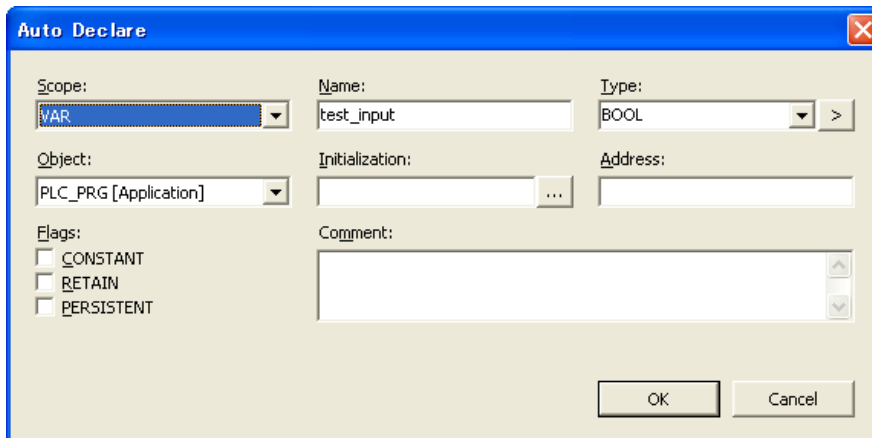 Auto Declare
Scope: Name: Type:
VAR test_input BOOL >
Object: Initialization: Address:
PLC_PRG [Application] ...
Flags: Comment:
CONSTANT
RETAIN
PERSISTENT
OK Cancel